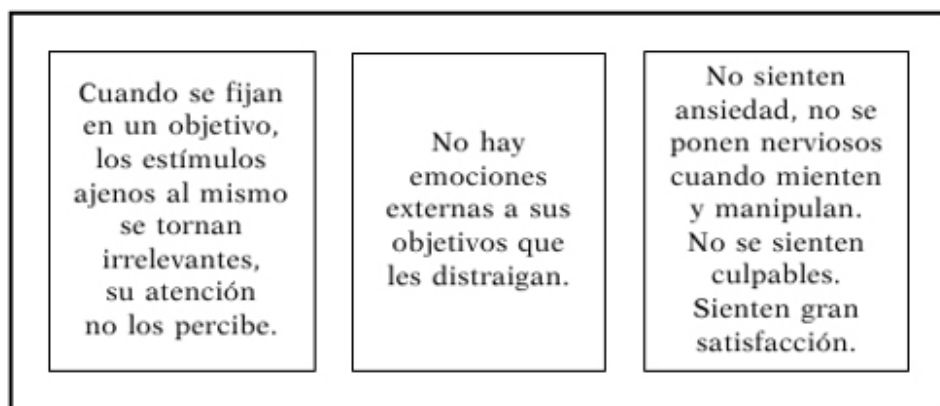 Cuando se fijan
en un objetivo,
los estímulos
ajenos al mismo
se tornan
irrelevantes,
su atención
no los percibe.
No hay
emociones
externas a sus
objetivos que
les distraigan.
No sienten
ansiedad, no se
ponen nerviosos
cuando mienten
y manipulan.
No se sienten
culpables.
Sienten gran
satisfacción.